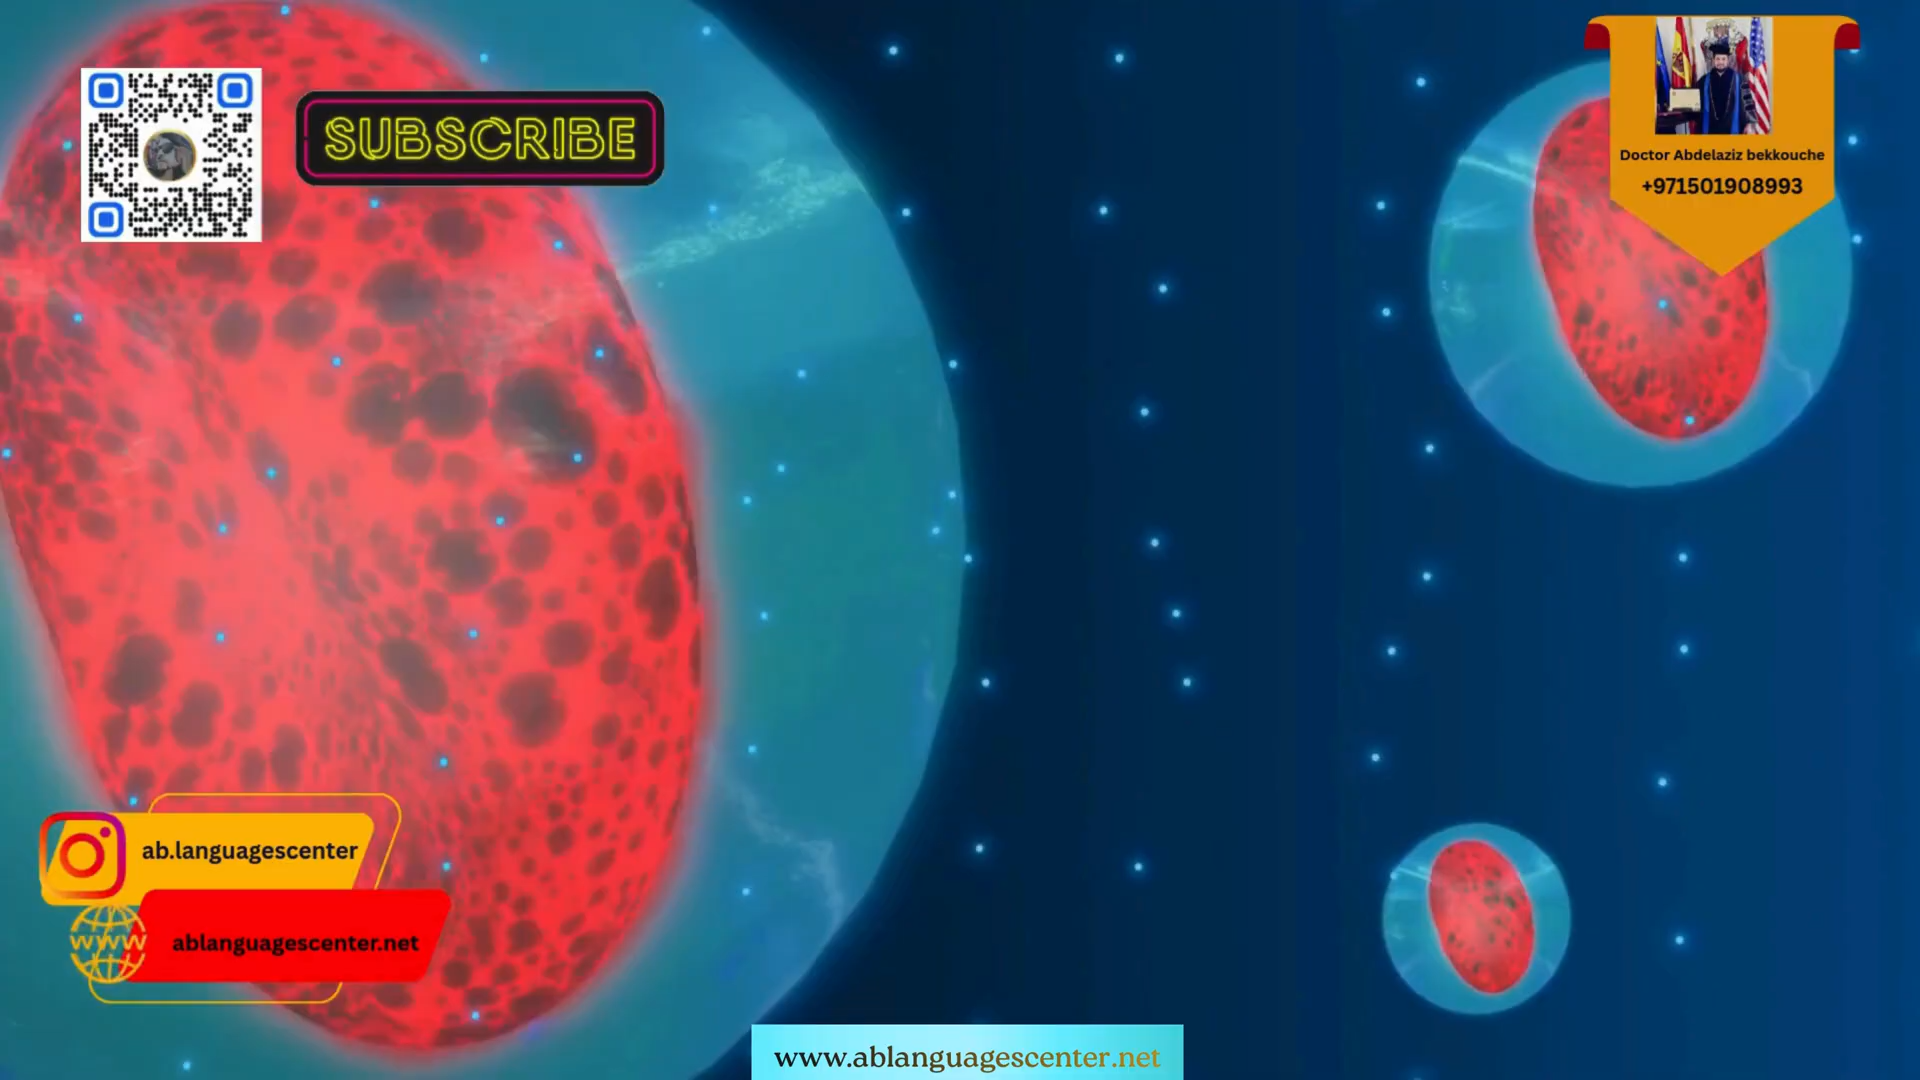 SUBSCRIBE
Doctor Abdelaziz bekkouche
+971501908993
ab.languagescenter
www
ablanguagescenter.net
www.ablanguagescenter.net